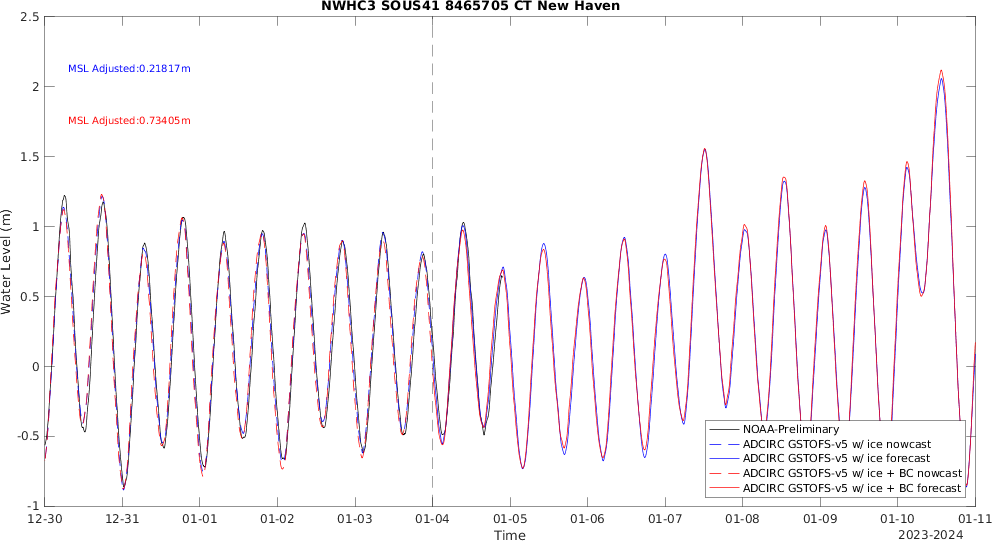 NWHC3 SOUS41 8465705 CT New Haven
2.5
2
1.5
1
0.5
0
-0.5
-1
Water Level (m)
MSL Adjusted:0.21817m
MSL Adjusted:0.73405m
NOAA-Preliminary
ADCIRC GSTOFS-v5 w/ ice nowcast
ADCIRC GSTOFS-v5 w/ ice forecast
ADCIRC GSTOFS-v5 w/ ice + BC nowcast
ADCIRC GSTOFS-v5 w/ ice + BC forecast
12-30 12-31 01-01 01-02 01-03 01-04 01-05 01-06 01-07 01-08 01-09 01-10 01-11
Time
2023-2024